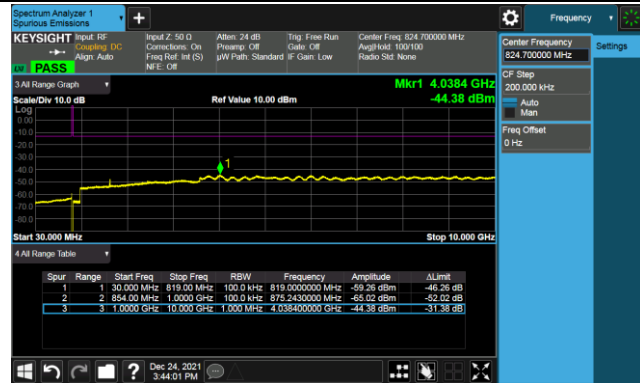 Spectrum Analyzer 1
Spurious Emissions
+
Frequency
KEYSIGHT Input: RF
Coupling: DC
Align: Auto
Input Z: 50 Ω
Corrections: On
Freq Ref: Int (S)
NFE: Off
Atten: 24 dB
Preamp: Off
µW Path: Standard
Trig: Free Run
Gate: Off
IF Gain: Low
Center Freq: 824.700000 MHz
Avg|Hold: 100/100
Radio Std: None
PASS
Center Frequency
824.700000 MHz
Settings
CF Step
200.000 kHz
Auto
Man
Freq Offset
0 Hz
3 All Range Graph
Mkr1 4.0384 GHz
-44.38 dBm
Scale/Div 10.0 dB
Ref Value 10.00 dBm
Log
0.00
-10.0
-20.0
-30.0
-40.0
-50.0
-60.0
-70.0
-80.0
1
Start 30.000 MHz
Stop 10.000 GHz
4 All Range Table
Spur Range Start Freq Stop Freq RBW Frequency Amplitude ΔLimit
1 1 30.000 MHz 819.00 MHz 100.0 kHz 819.0000000 MHz -59.26 dBm -46.26 dB
2 2 854.00 MHz 1.0000 GHz 100.0 kHz 875.2430000 MHz -65.02 dBm -52.02 dB
3 3 1.0000 GHz 10.000 GHz 1.000 MHz 4.038400000 GHz -44.38 dBm -31.38 dB
?
Dec 24, 2021
3:44:01 PM